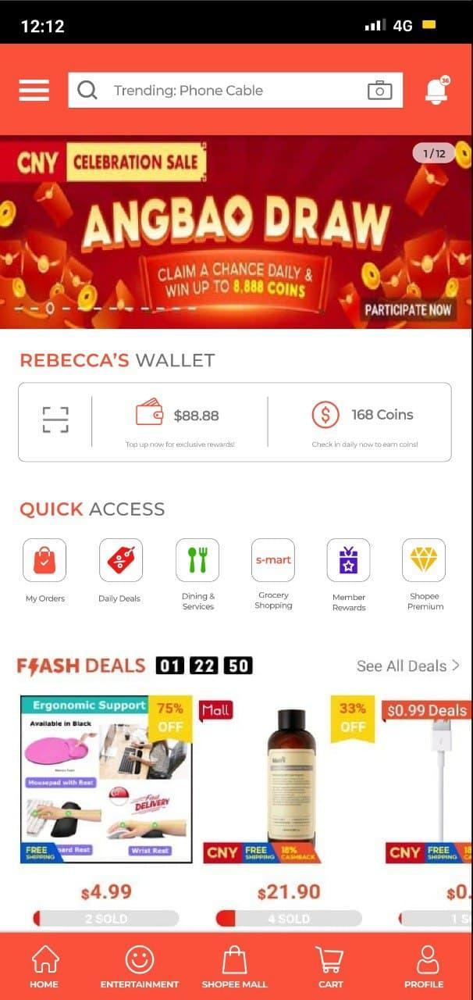 12:12
4G
Trending: Phone Cable
36
CNY CELEBRATION SALE
1/12
ANGBAO DRAW
CLAIM A CHANCE DAILY &
WIN UP TO 8,888 COINS
PARTICIPATE NOW
REBECCA'S WALLET
$88.88
168 Coins
Top up now for exclusive rewards!
Check in daily now to earn coins!
QUICK ACCESS
s-mart
My Orders
Daily Deals
Dining &
Services
Grocery
Shopping
Member
Rewards
Shopee
Premium
FLASH DEALS 01 22 50
See All Deals >
Ergonomic Support
75%
OFF
Available in Black
Mousepad with Rest
Fast
DELIVERY
FREE
SHIPPING
ard Rest
Wrist Rest
$4.99
2 SOLD
Mall
33%
OFF
CNY
FREE
SHIPPING
18%
CASHBACK
$21.90
4 SOLD
$0.99 Deals
CNY
FREE
SHIPPING
18
CA
$0.
1 S
HOME
ENTERTAINMENT
SHOPEE MALL
CART
PROFILE